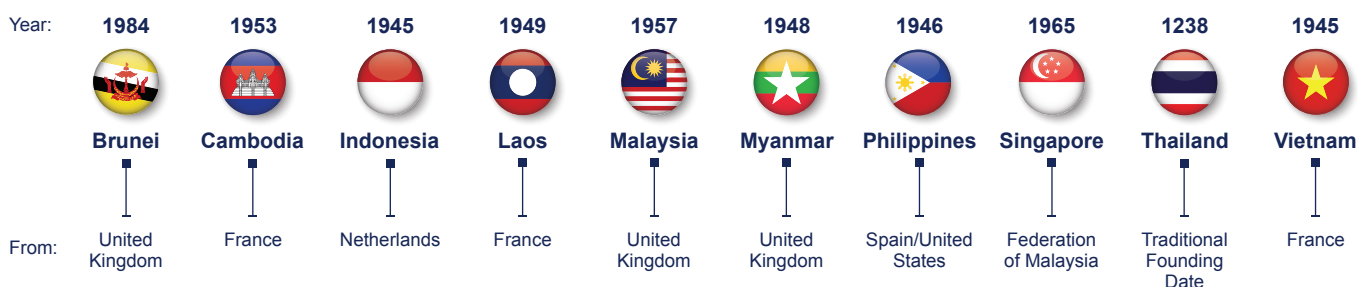 Year: 1984 1953 1945 1949 1957 1948 1946 1965 1238 1945
Brunei Cambodia Indonesia Laos Malaysia Myanmar Philippines Singapore Thailand Vietnam
From: United Kingdom France Netherlands France United Kingdom United Kingdom Spain/United States Federation of Malaysia Traditional Founding Date France